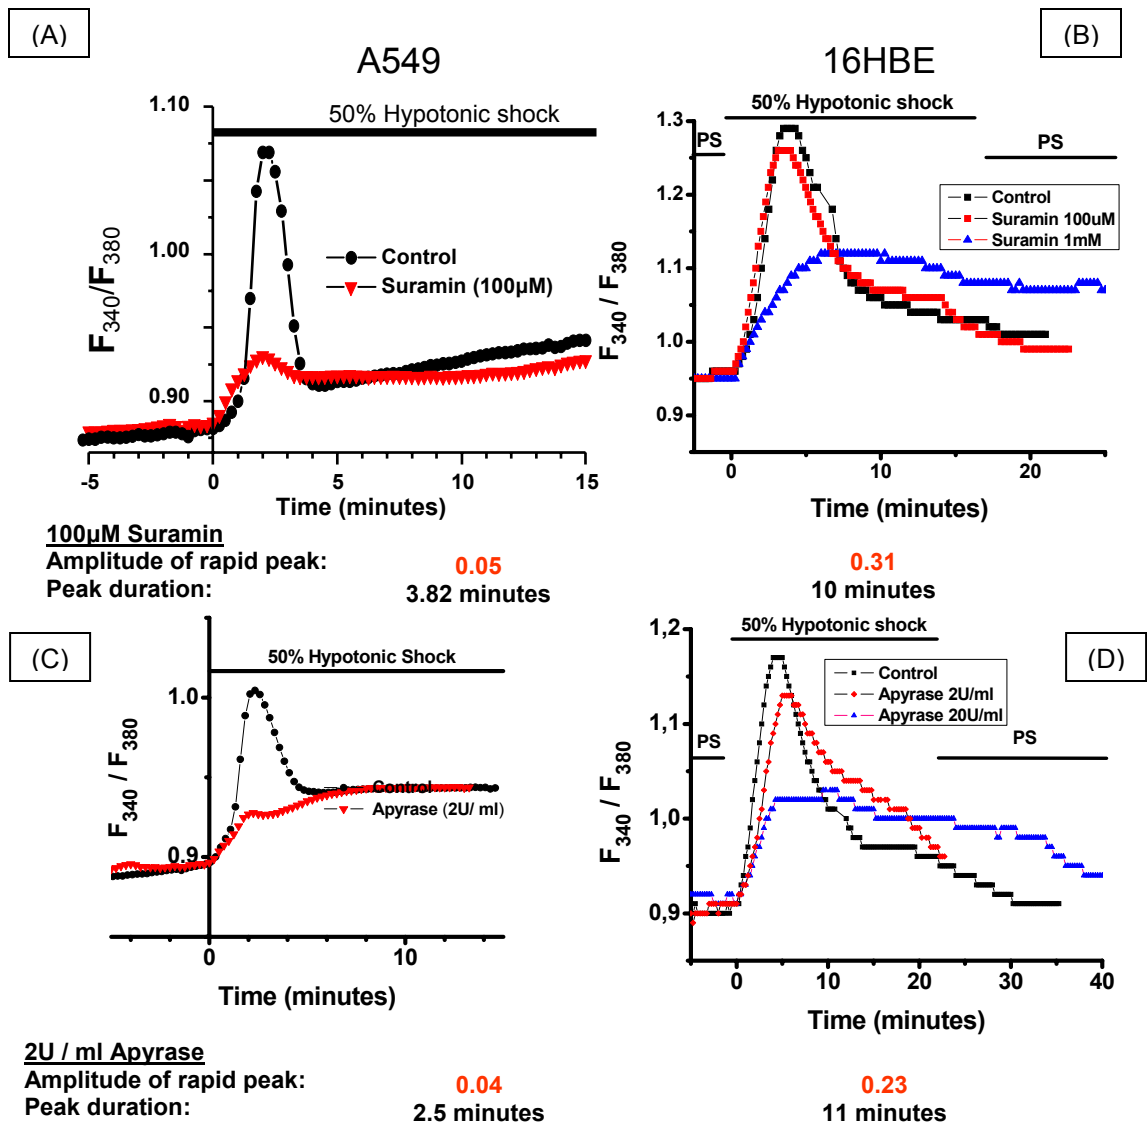 (A)
(B)
A549
16HBE
50% Hypotonic shock
1.10
1.00
0.90
F340/F380
Control
Suramin (100µM)
-5
0
5
10
15
Time (minutes)
50% Hypotonic shock
PS
PS
1.3
1.2
1.1
1.0
0.9
F340 / F380
Control
Suramin 100uM
Suramin 1mM
0
10
20
Time (minutes)
100µM Suramin
Amplitude of rapid peak: 0.05 0.31
Peak duration: 3.82 minutes 10 minutes
(C)
(D)
50% Hypotonic Shock
1.0
0.9
F340 / F380
Control
Apyrase (2U/ ml)
0
10
Time (minutes)
50% Hypotonic shock
PS
PS
1,2
1,1
1,0
0,9
F340 / F380
Control
Apyrase 2U/ml
Apyrase 20U/ml
0
10
20
30
40
Time (minutes)
2U / ml Apyrase
Amplitude of rapid peak: 0.04 0.23
Peak duration: 2.5 minutes 11 minutes